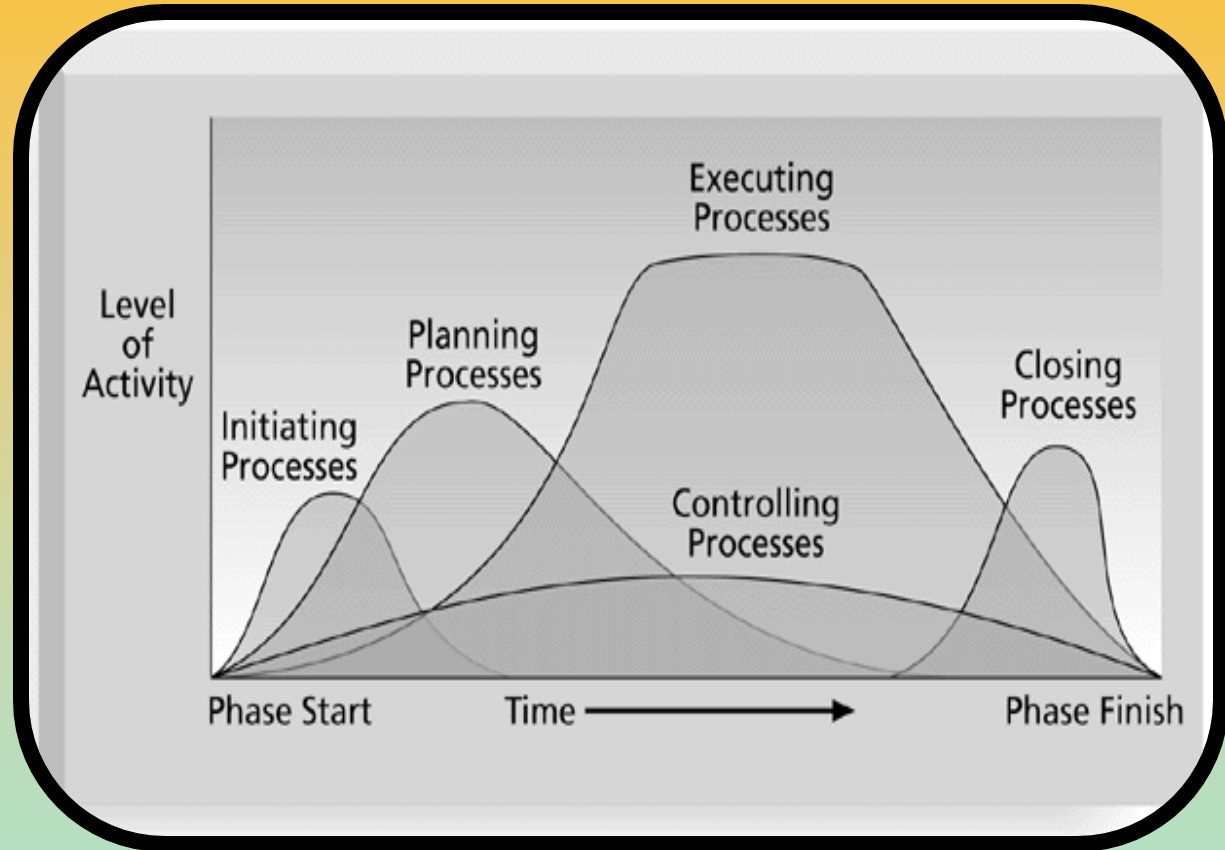 Executing
Processes
Level
of
Activity
Planning
Processes
Closing
Processes
Initiating
Processes
Controlling
Processes
Phase Start
Time
Phase Finish